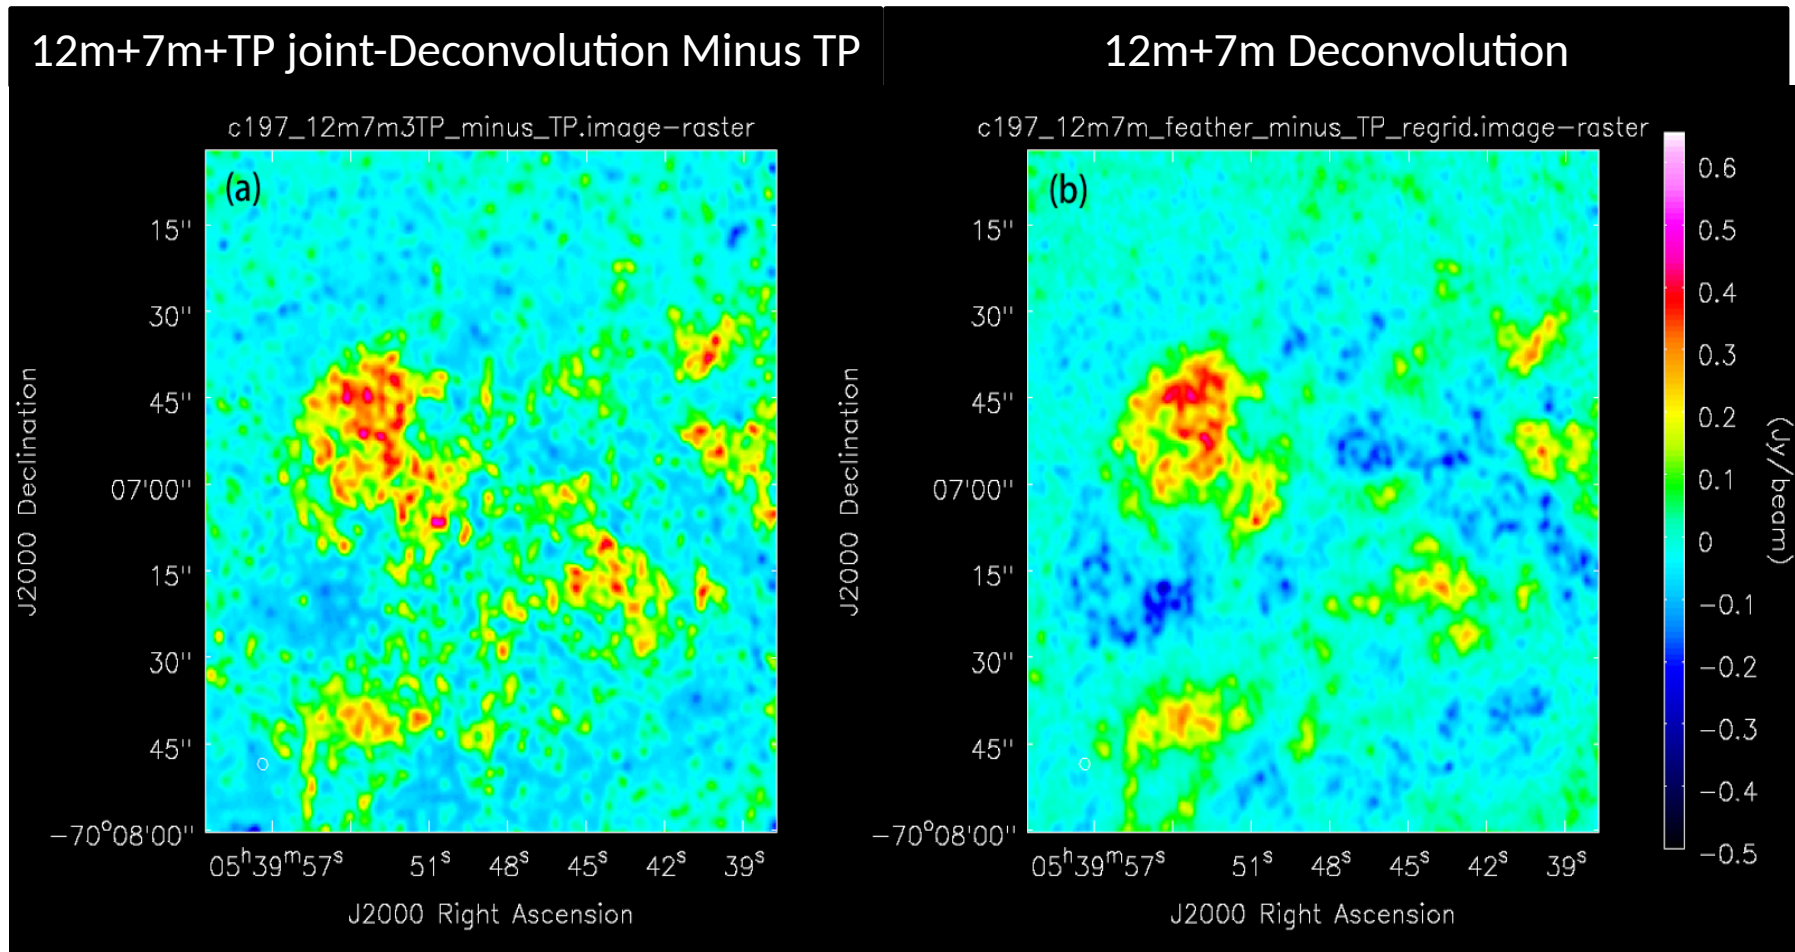 12m+7m+TP joint-Deconvolution Minus TP
12m+7m Deconvolution
c197_12m7m3TP_minus_TP.image-raster
(a)
J2000 Declination
15"
30"
45"
07'00"
15"
30"
45"
-70°08'00"
05ʰ39ᵐ57ˢ
51ˢ
48ˢ
45ˢ
42ˢ
39ˢ
J2000 Right Ascension
c197_12m7m_feather_minus_TP_regrid.image-raster
(b)
J2000 Declination
15"
30"
45"
07'00"
15"
30"
45"
-70°08'00"
05ʰ39ᵐ57ˢ
51ˢ
48ˢ
45ˢ
42ˢ
39ˢ
J2000 Right Ascension
0.6
0.5
0.4
0.3
0.2
0.1
0
-0.1
-0.2
-0.3
-0.4
-0.5
(Jy/beam)